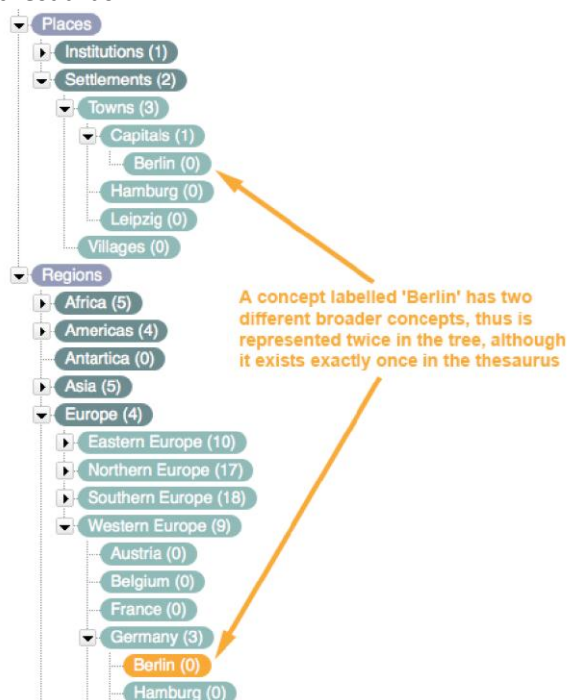 Places
Institutions (1)
Settlements (2)
Towns (3)
Capitals (1)
Berlin (0)
Hamburg (0)
Leipzig (0)
Villages (0)
Regions
Africa (5)
Americas (4)
Antartica (0)
Asia (5)
Europe (4)
Eastern Europe (10)
Northern Europe (17)
Southern Europe (18)
Western Europe (9)
Austria (0)
Belgium (0)
France (0)
Germany (3)
Berlin (0)
Hamburg (0)
A concept labelled 'Berlin' has two
different broader concepts, thus is
represented twice in the tree, although
it exists exactly once in the thesaurus